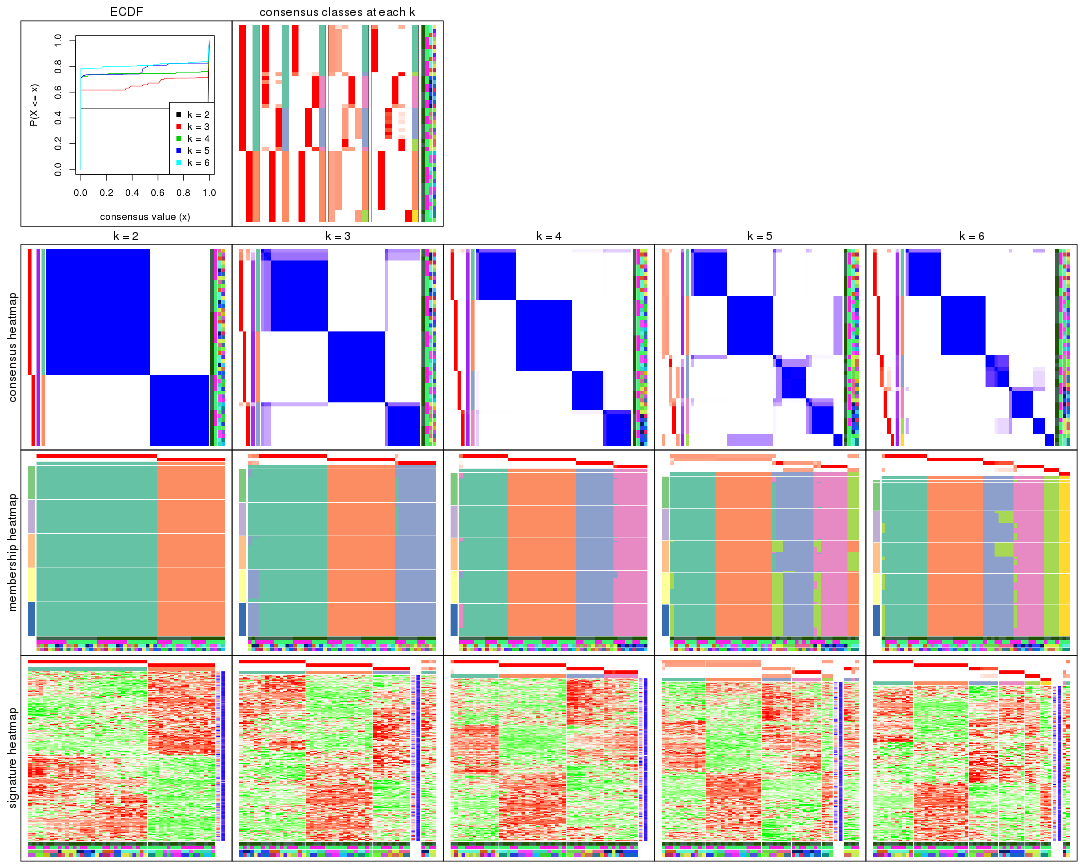 ECDF
consensus classes at each k
P(X <= x)
0.0 0.2 0.4 0.6 0.8 1.0
k = 2
k = 3
k = 4
k = 5
k = 6
0.0 0.2 0.4 0.6 0.8 1.0
consensus value (x)
k = 2 k = 3 k = 4 k = 5 k = 6
consensus heatmap
membership heatmap
signature heatmap